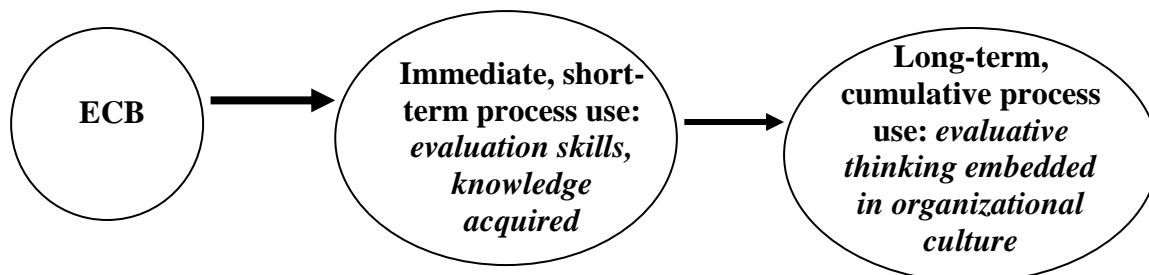 ECB
Immediate, short-
term process use:
evaluation skills,
knowledge
acquired
Long-term,
cumulative process
use: evaluative
thinking embedded
in organizational
culture